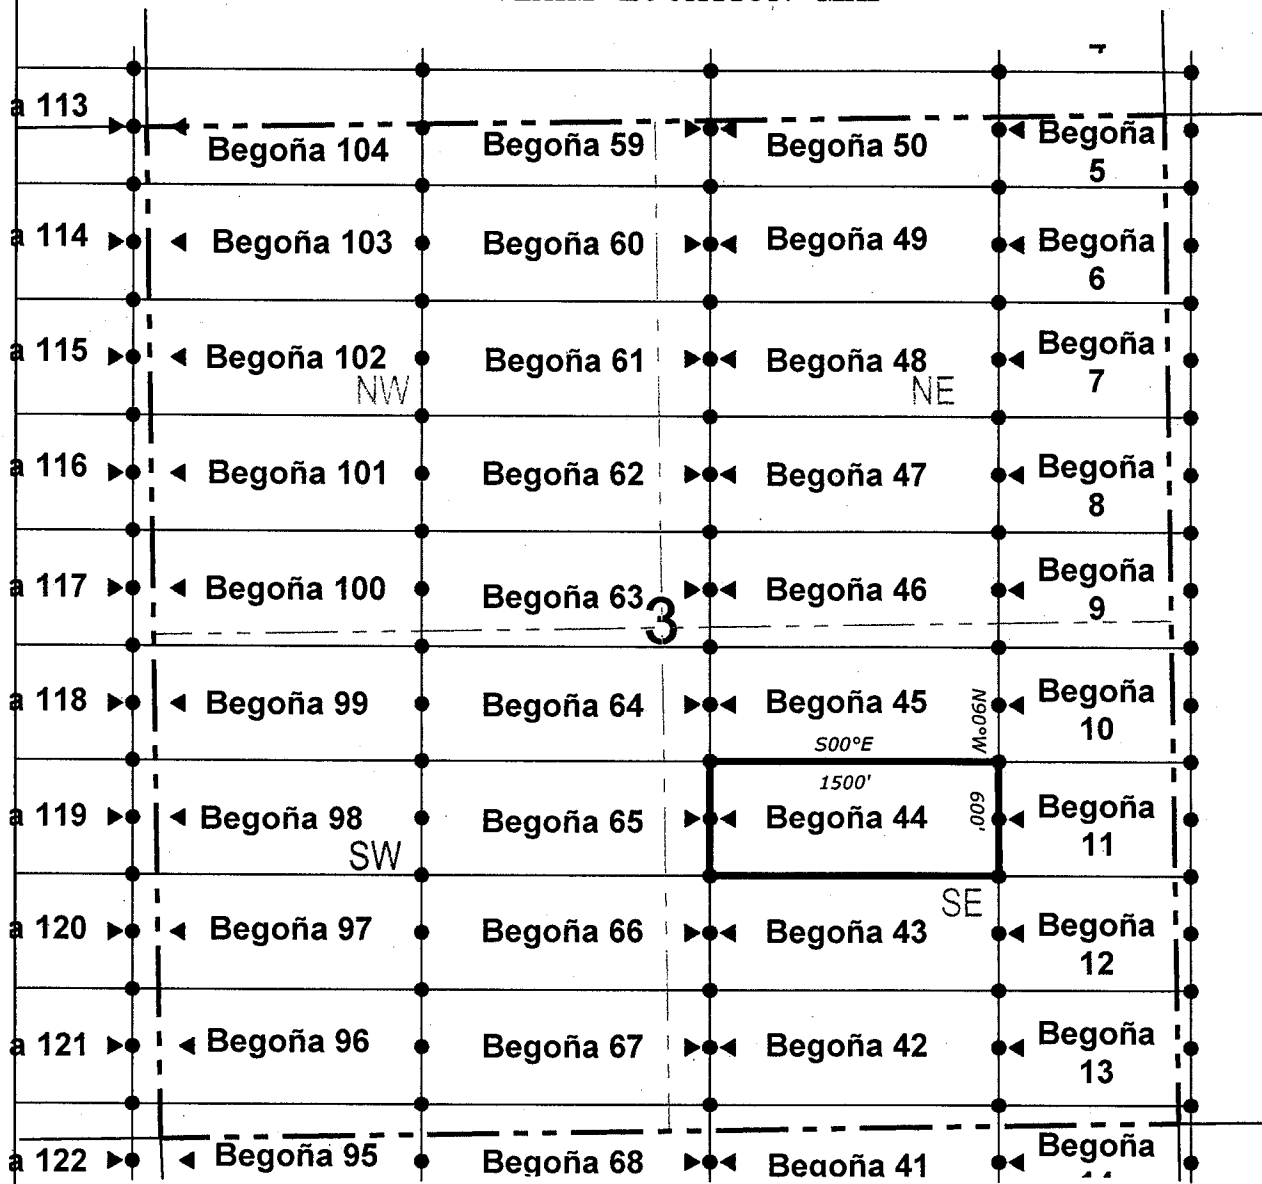 a 113
Begoña 104
Begoña 59
Begoña 50
Begoña
5
a 114
Begoña 103
Begoña 60
Begoña 49
Begoña
6
a 115
Begoña 102
Begoña 61
Begoña 48
Begoña
7
NW
NE
a 116
Begoña 101
Begoña 62
Begoña 47
Begoña
8
a 117
Begoña 100
Begoña 63
Begoña 46
Begoña
9
3
a 118
Begoña 99
Begoña 64
Begoña 45
Begoña
10
S00°E
N90°W
1500'
600'
a 119
Begoña 98
Begoña 65
Begoña 44
Begoña
11
SW
SE
a 120
Begoña 97
Begoña 66
Begoña 43
Begoña
12
a 121
Begoña 96
Begoña 67
Begoña 42
Begoña
13
a 122
Begoña 95
Begoña 68
Begoña 41
Begoña